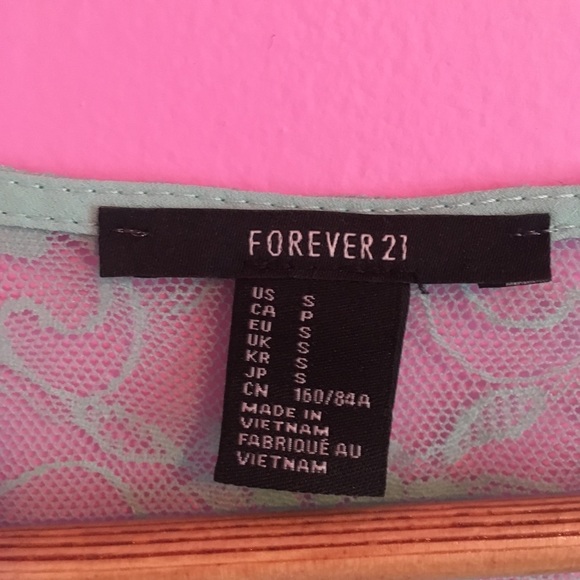 FOREVER 21
US S
CA P
EU S
UK S
KR S
JP S
CN 160/84A
MADE IN
VIETNAM
FABRIQUÉ AU
VIETNAM